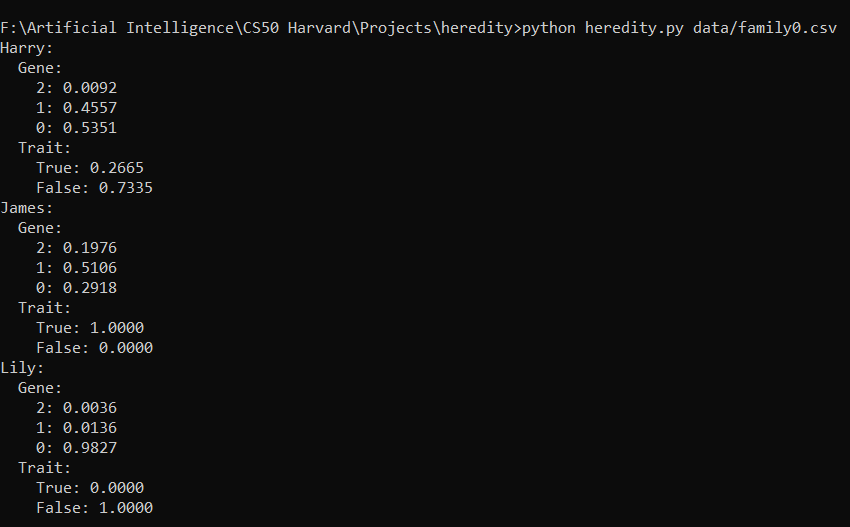 F:\Artificial Intelligence\CS50 Harvard\Projects\heredity>python heredity.py data/family0.csv
Harry:
  Gene:
    2: 0.0092
    1: 0.4557
    0: 0.5351
  Trait:
    True: 0.2665
    False: 0.7335
James:
  Gene:
    2: 0.1976
    1: 0.5106
    0: 0.2918
  Trait:
    True: 1.0000
    False: 0.0000
Lily:
  Gene:
    2: 0.0036
    1: 0.0136
    0: 0.9827
  Trait:
    True: 0.0000
    False: 1.0000